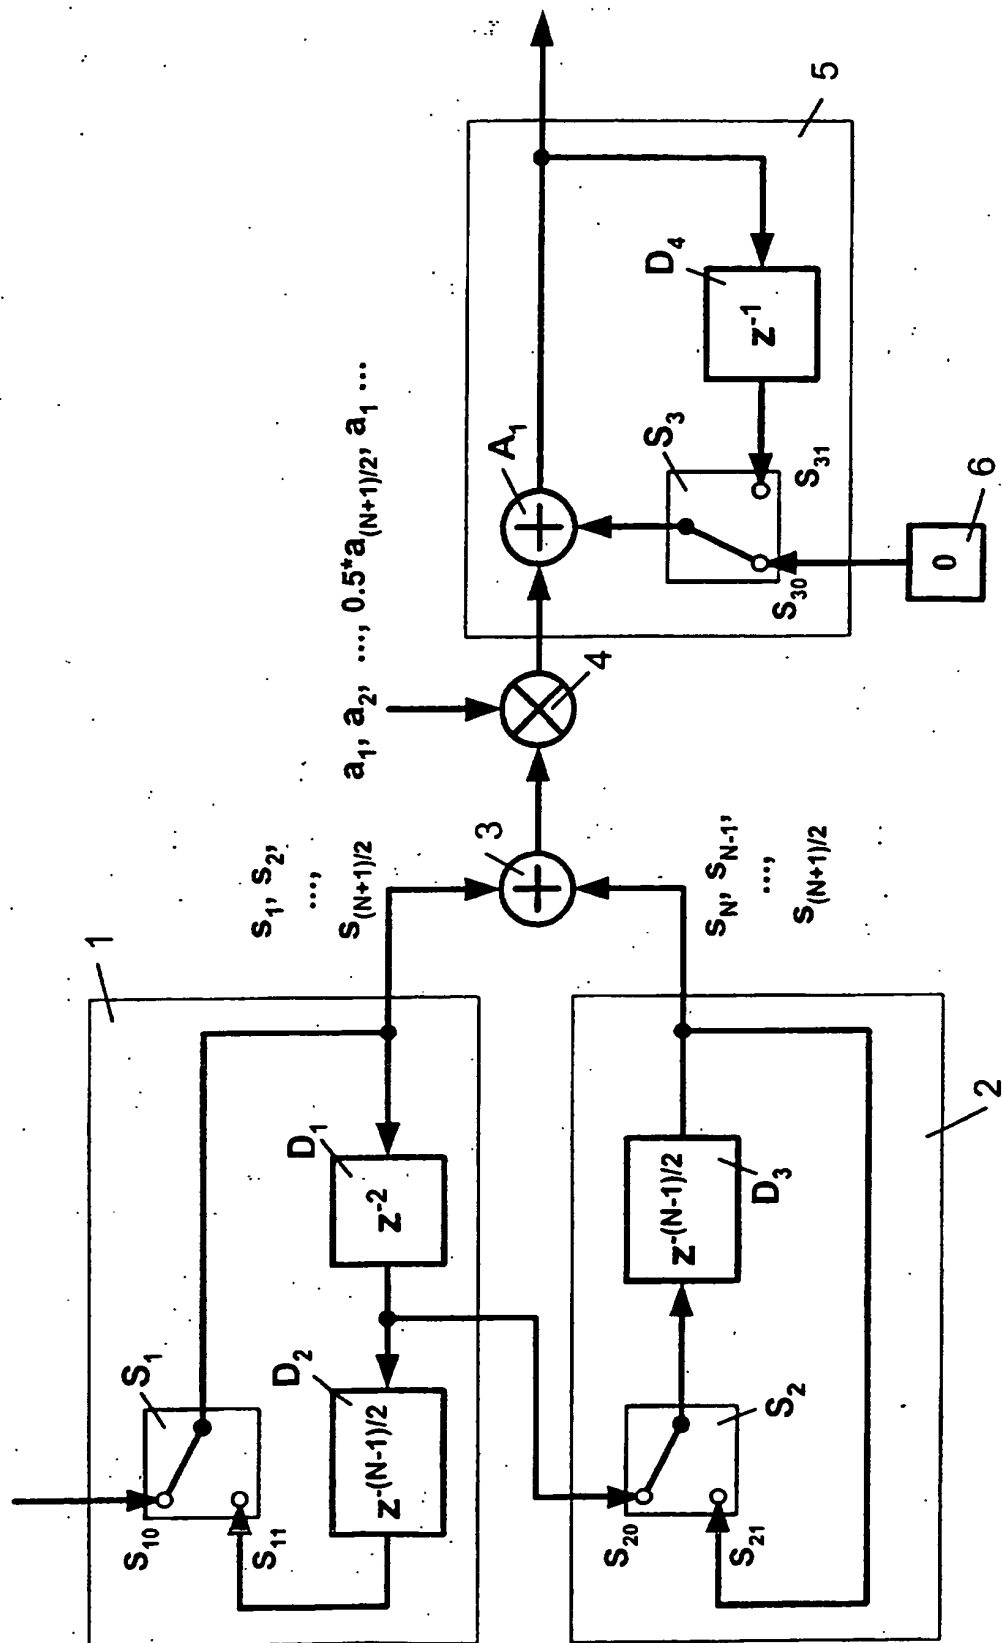 1
S₁
s₁₀
s₁₁
D₂
z⁻⁽ᴺ⁻¹⁾/²
D₁
z⁻²
s₁, s₂,
...,
s₍N+1₎/₂
2
S₂
s₂₀
s₂₁
z⁻⁽ᴺ⁻¹⁾/²
D₃
s_N, s_N-1,
...,
s₍N+1₎/₂
3
4
a₁, a₂, ..., 0.5*a₍N+1₎/₂, a₁ ...
5
A₁
S₃
s₃₀
s₃₁
D₄
z⁻¹
0
6